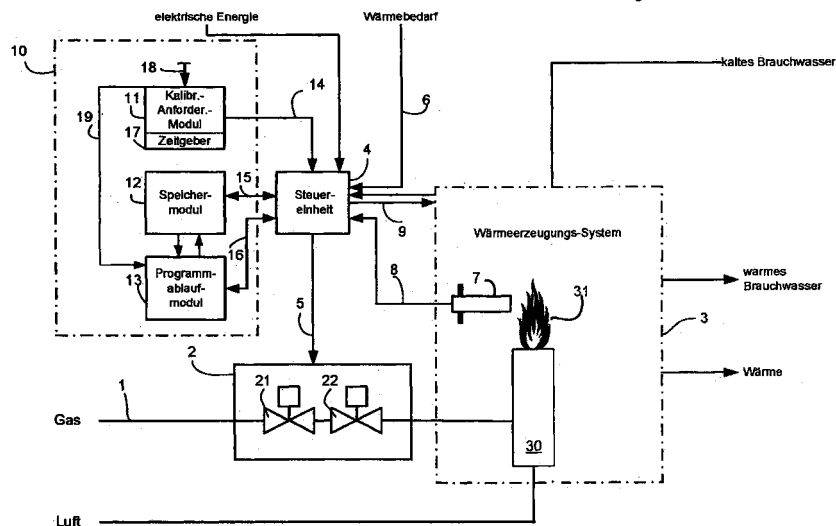 elektrische Energie
Wärmebedarf
10
18
kaltes Brauchwasser
11
Kalibr.-
Anforder.-
Modul
14
6
19
17
Zeitgeber
4
12
Speicher-
modul
15
Steuer-
einheit
9
Wärmeerzeugungs-System
16
13
Programm-
ablauf-
modul
8
7
31
warmes
Brauchwasser
5
3
2
21
22
Wärme
1
Gas
30
Luft